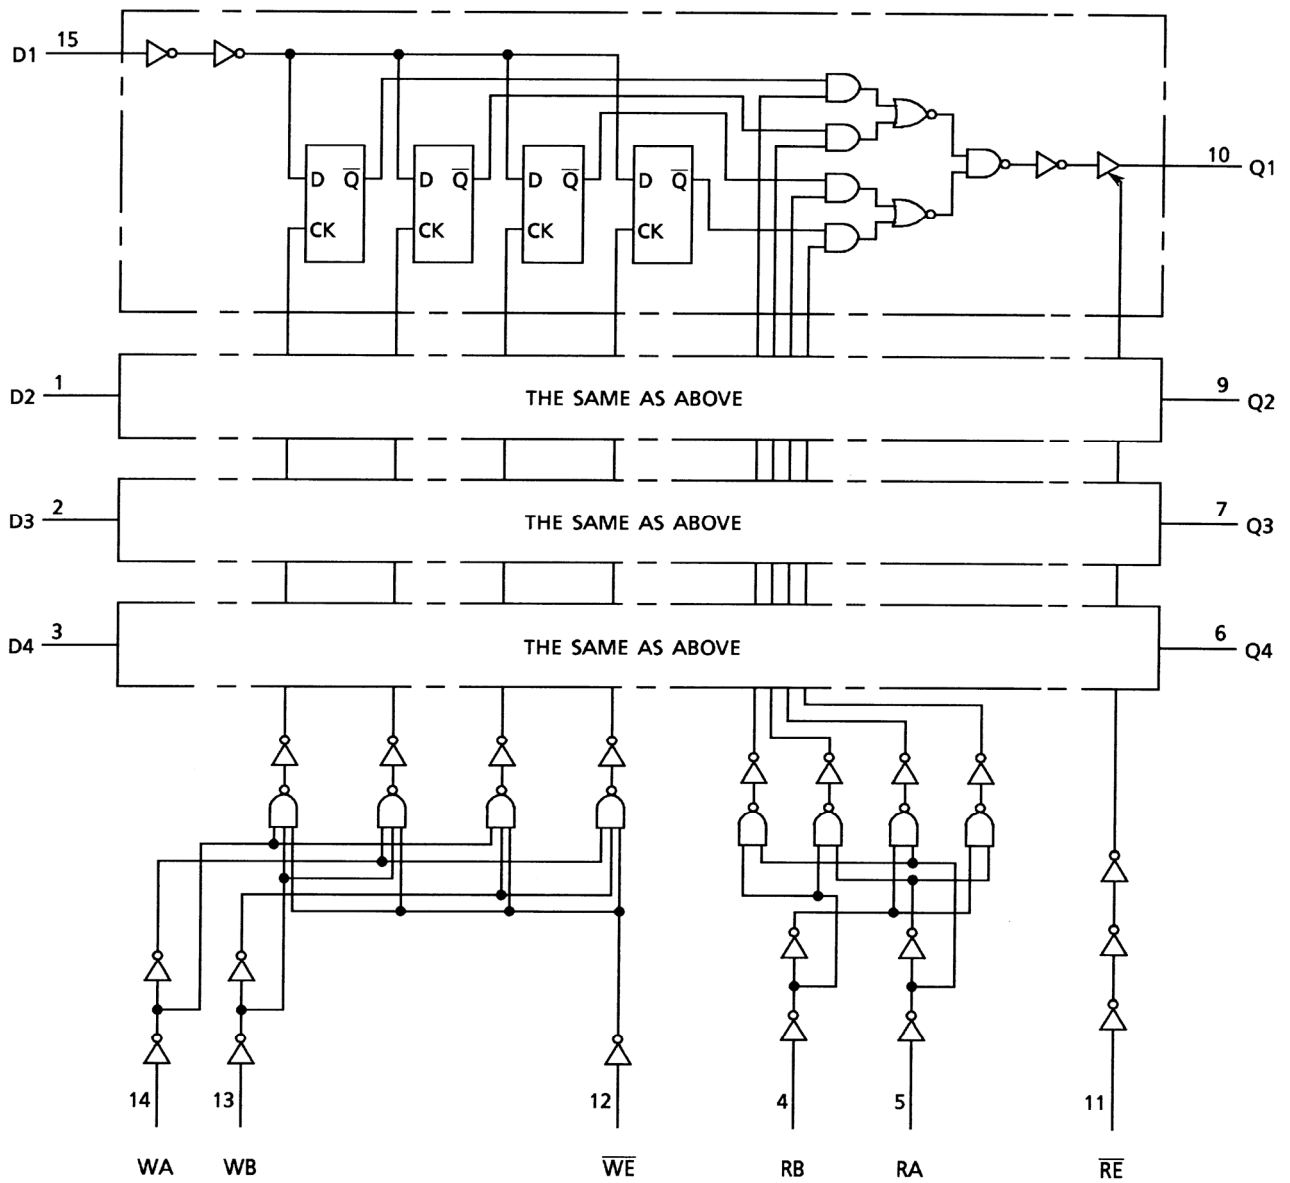 D1 15
D Q̅ D Q̅ D Q̅ D Q̅
CK CK CK CK
10 Q1
D2 1 THE SAME AS ABOVE 9 Q2
D3 2 THE SAME AS ABOVE 7 Q3
D4 3 THE SAME AS ABOVE 6 Q4
14 13 12 4 5 11
WA WB W̅E̅ RB RA R̅E̅